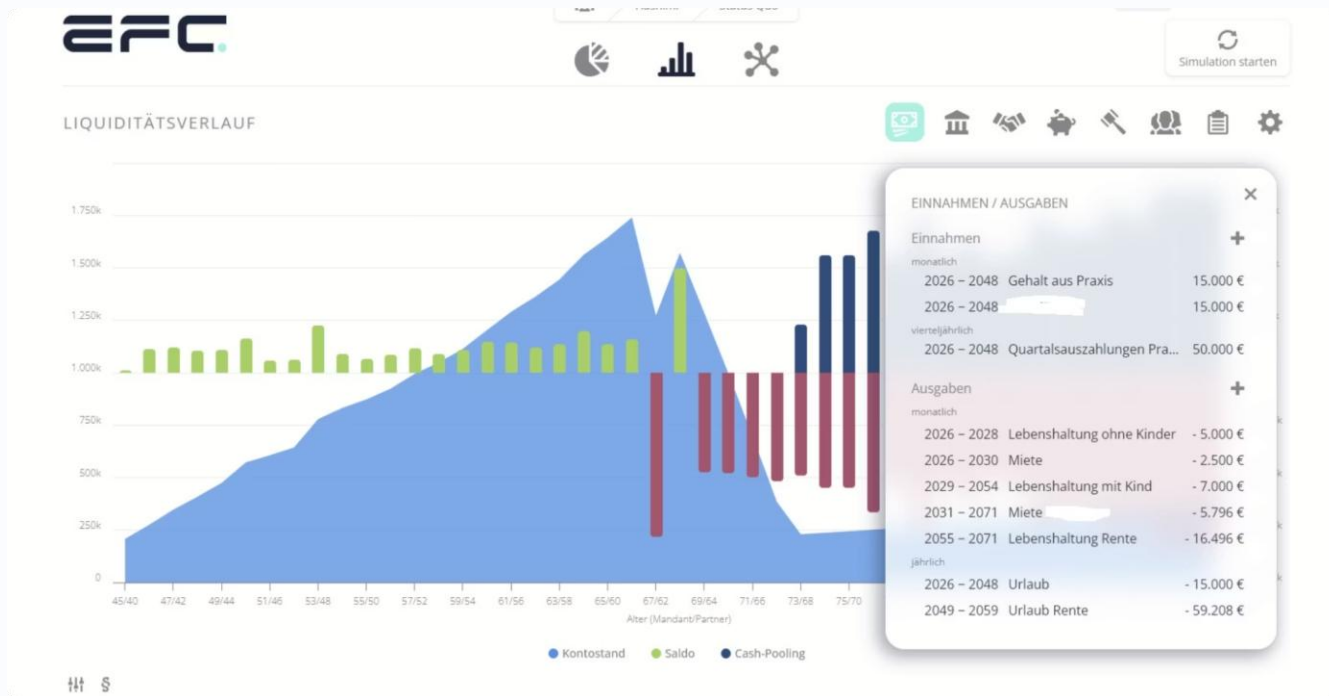 EFC.
Simulation starten
LIQUIDITÄTSVERLAUF
1.750k
1.500k
1.250k
1.000k
750k
500k
250k
0
45/40 47/42 49/44 51/46 53/48 55/50 57/52 59/54 61/56 63/58 65/60 67/62 69/64 71/66 73/68 75/70
Alter (Mandant/Partner)
Kontostand Saldo Cash-Pooling
EINNAHMEN / AUSGABEN
Einnahmen
monatlich
2026 – 2048 Gehalt aus Praxis 15.000 €
2026 – 2048 15.000 €
vierteljährlich
2026 – 2048 Quartalsauszahlungen Pra... 50.000 €
Ausgaben
monatlich
2026 – 2028 Lebenshaltung ohne Kinder - 5.000 €
2026 – 2030 Miete - 2.500 €
2029 – 2054 Lebenshaltung mit Kind - 7.000 €
2031 – 2071 Miete - 5.796 €
2055 – 2071 Lebenshaltung Rente - 16.496 €
jährlich
2026 – 2048 Urlaub - 15.000 €
2049 – 2059 Urlaub Rente - 59.208 €
§